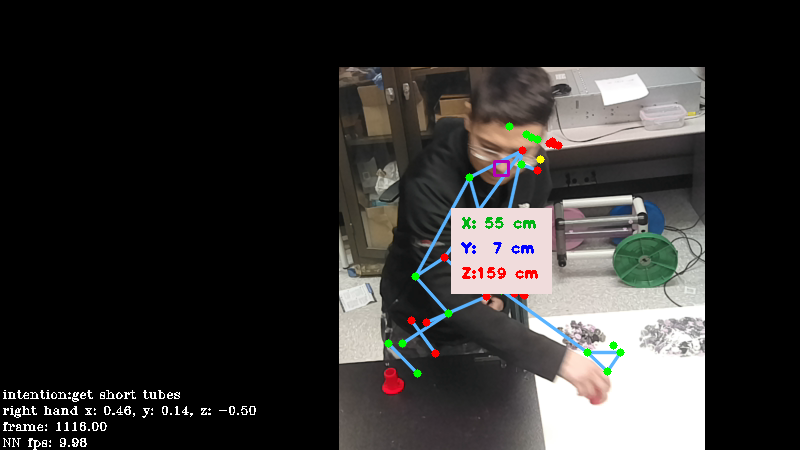 X: 55 cm
Y: 7 cm
Z:159 cm
intention:get short tubes
right hand x: 0.46, y: 0.14, z: -0.50
frame: 1116.00
NN fps: 9.98